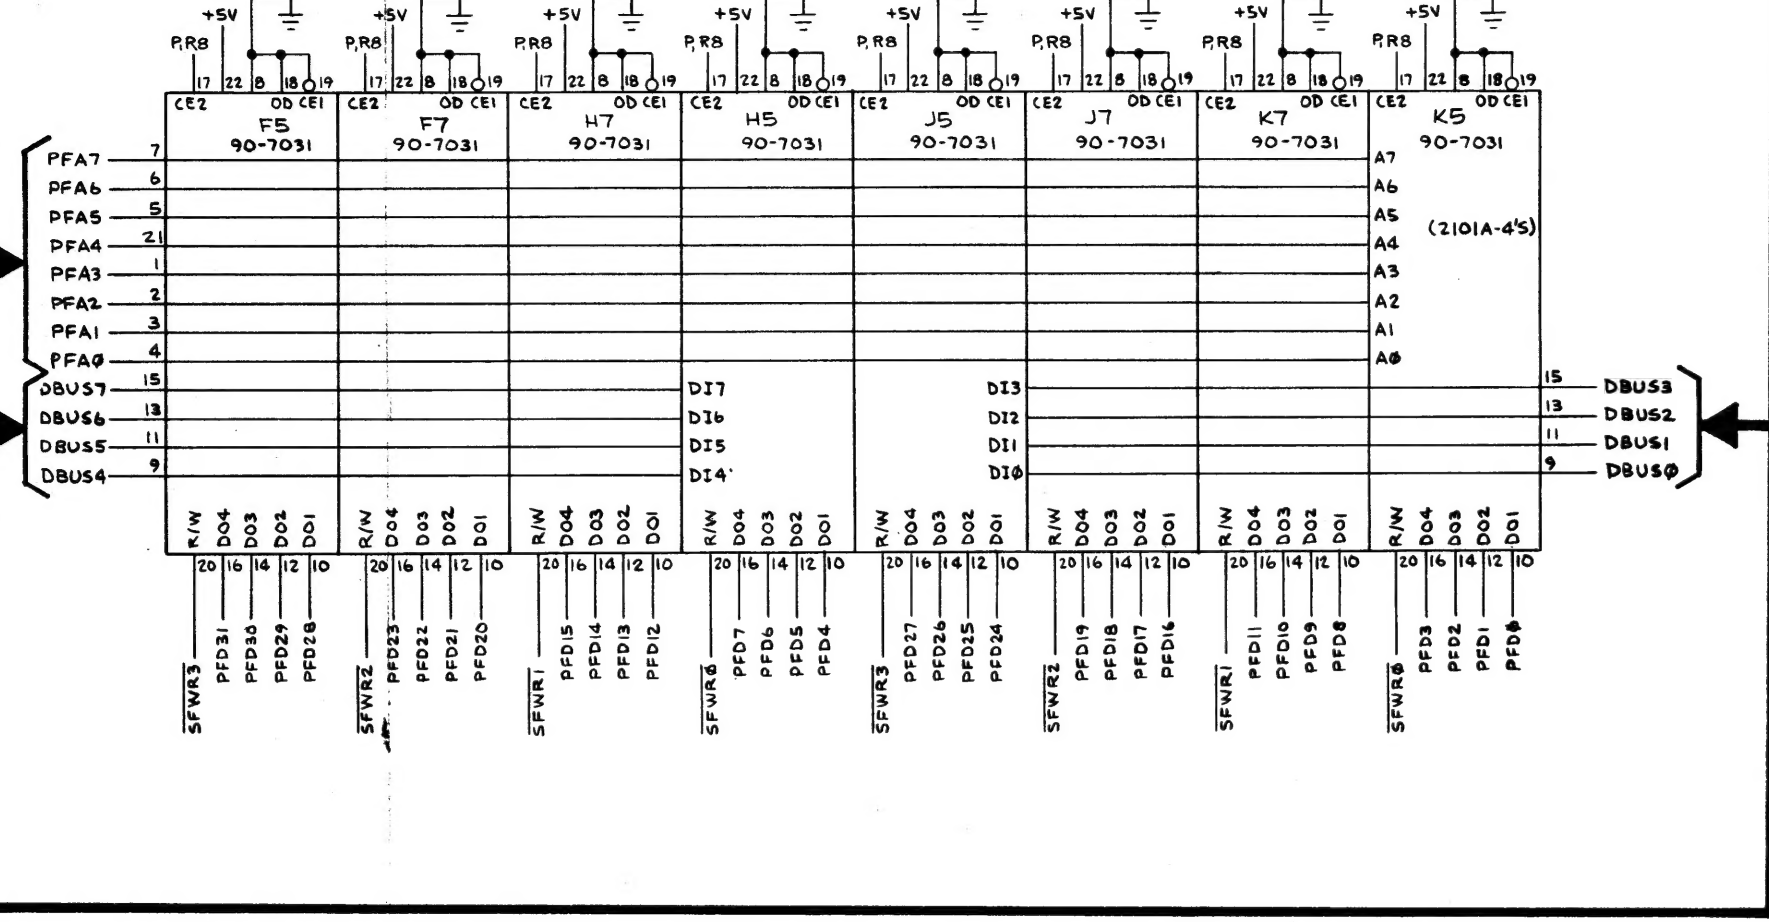 +5V +5V +5V +5V +5V +5V +5V +5V
P,R8 P,R8 P,R8 P,R8 P,R8 P,R8 P,R8 P,R8
17 22 8 18 19 17 22 8 18 19 17 22 8 18 19 17 22 8 18 19 17 22 8 18 19 17 22 8 18 19 17 22 8 18 19 17 22 8 18 19
CE2 OD CE1 CE2 OD CE1 CE2 OD CE1 CE2 OD CE1 CE2 OD CE1 CE2 OD CE1 CE2 OD CE1 CE2 OD CE1
F5 F7 H7 H5 J5 J7 K7 K5
90-7031 90-7031 90-7031 90-7031 90-7031 90-7031 90-7031 90-7031
PFA7 7 A7
PFA6 6 A6
PFA5 5 A5
(2101A-4'S)
PFA4 21 A4
PFA3 1 A3
PFA2 2 A2
PFA1 3 A1
PFAØ 4 AØ
DBUS7 15 DI7 DI3 15 DBUS3
DBUS6 13 DI6 DI2 13 DBUS2
DBUS5 11 DI5 DI1 11 DBUS1
DBUS4 9 DI4 DIØ 9 DBUSØ
R/W DO4 DO3 DO2 DO1 R/W DO4 DO3 DO2 DO1 R/W DO4 DO3 DO2 DO1 R/W DO4 DO3 DO2 DO1 R/W DO4 DO3 DO2 DO1 R/W DO4 DO3 DO2 DO1 R/W DO4 DO3 DO2 DO1 R/W DO4 DO3 DO2 DO1
20 16 14 12 10 20 16 14 12 10 20 16 14 12 10 20 16 14 12 10 20 16 14 12 10 20 16 14 12 10 20 16 14 12 10 20 16 14 12 10
SFWR3 PFD31 PFD30 PFD29 PFD28 SFWR2 PFD23 PFD22 PFD21 PFD20 SFWR1 PFD15 PFD14 PFD13 PFD12 SFWRØ PFD7 PFD6 PFD5 PFD4 SFWR3 PFD27 PFD26 PFD25 PFD24 SFWR2 PFD19 PFD18 PFD17 PFD16 SFWR1 PFD11 PFD10 PFD9 PFD8 SFWRØ PFD3 PFD2 PFD1 PFDØ